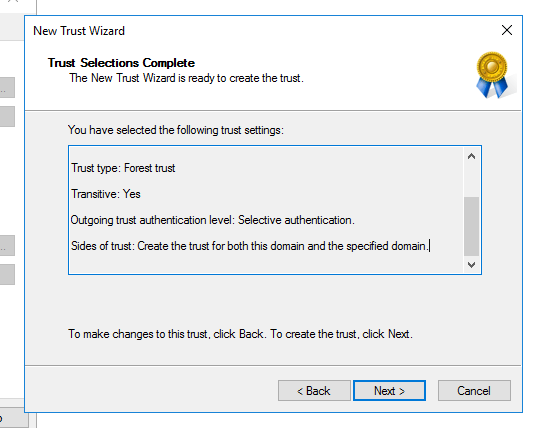 New Trust Wizard
Trust Selections Complete
The New Trust Wizard is ready to create the trust.
You have selected the following trust settings:
Trust type: Forest trust
Transitive: Yes
Outgoing trust authentication level: Selective authentication.
Sides of trust: Create the trust for both this domain and the specified domain.
To make changes to this trust, click Back. To create the trust, click Next.
< Back
Next >
Cancel